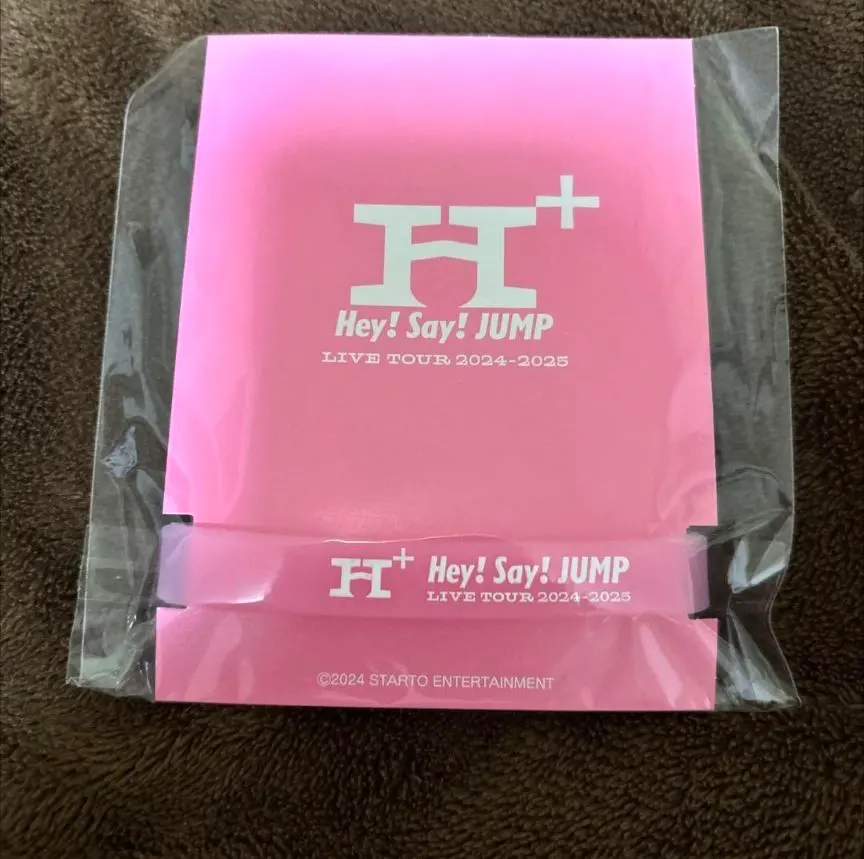 H+
Hey! Say! JUMP
LIVE TOUR 2024-2025
H+ Hey! Say! JUMP
LIVE TOUR 2024-2025
©2024 STARTO ENTERTAINMENT